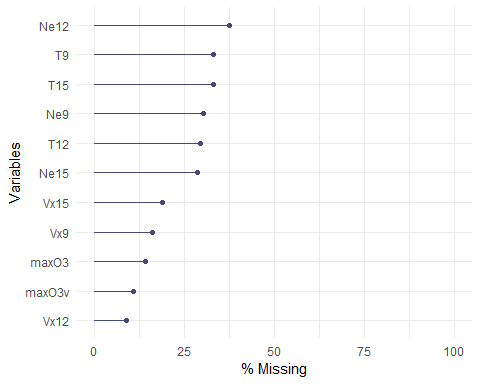 Variables
Ne12
T9
T15
Ne9
T12
Ne15
Vx15
Vx9
maxO3
maxO3v
Vx12
0 25 50 75 100
% Missing